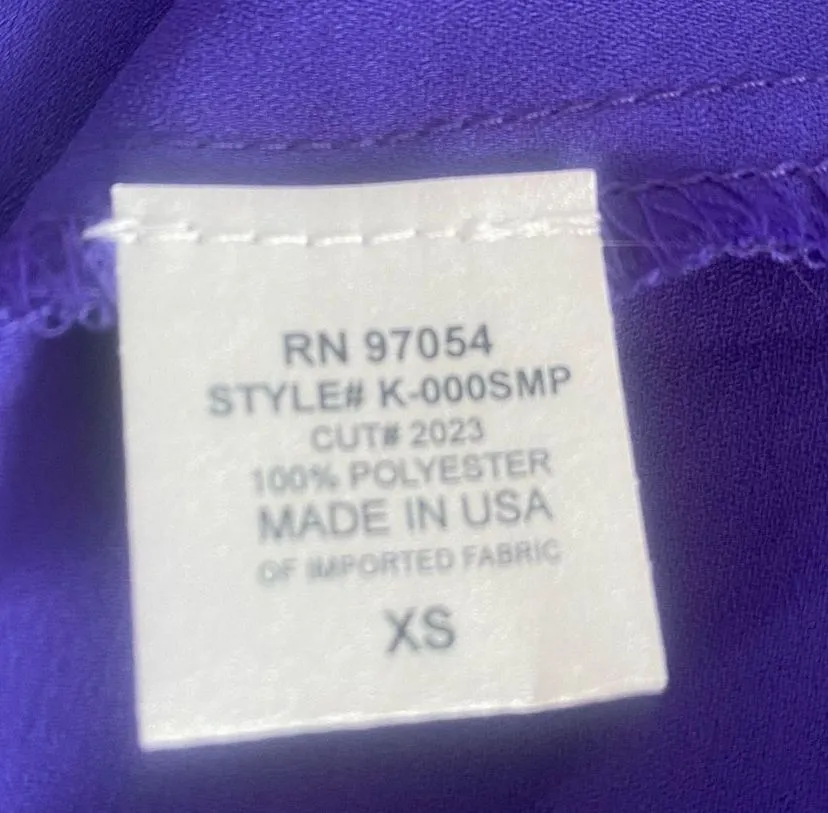 RN 97054
STYLE# K-000SMP
CUT# 2023
100% POLYESTER
MADE IN USA
OF IMPORTED FABRIC
XS